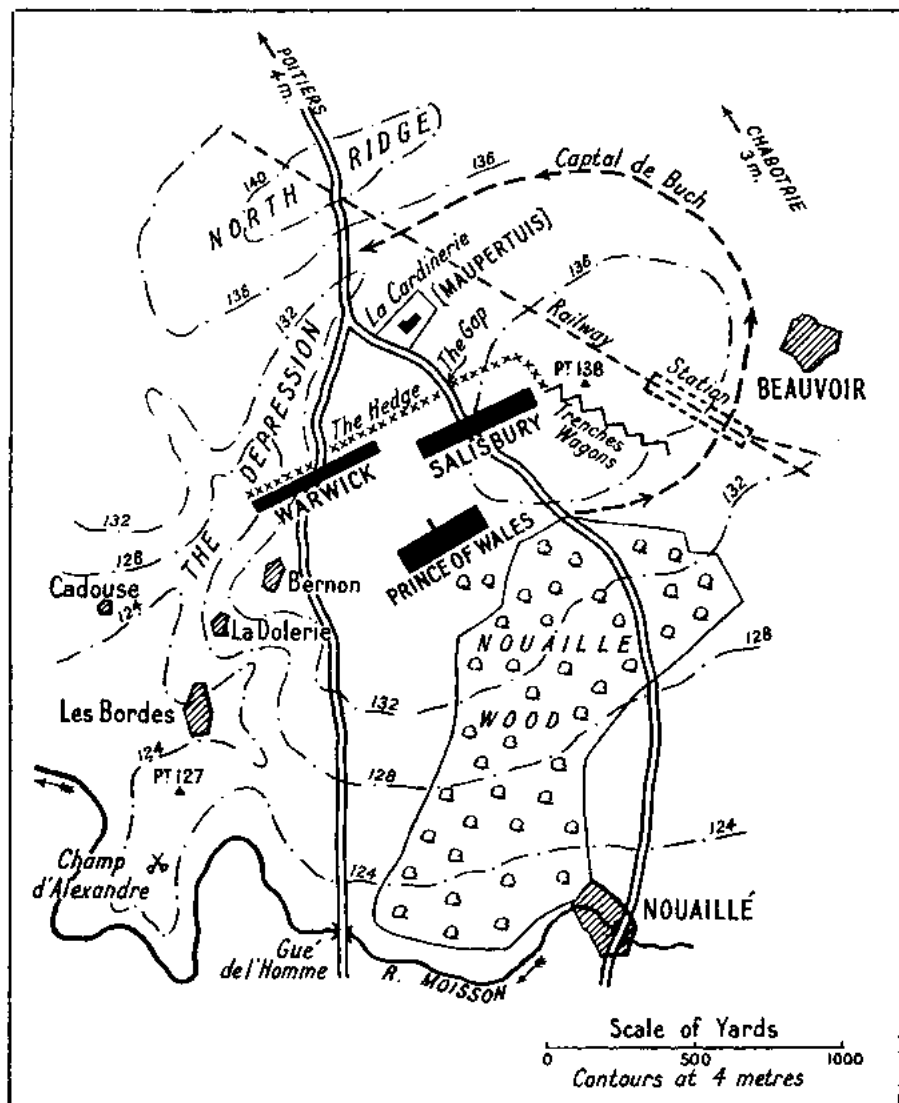 POITIERS
4 m.
NORTH RIDGE)
140
136
136
132
CHABOTRIE
3 m.
Captal de Buch
La Cardinerie
[MAUPERTUIS]
The Gap
136
Railway
Station
PT 138
BEAUVOIR
THE DEPRESSION
The Hedge
WARWICK
SALISBURY
Trenches
Wagons
PRINCE OF WALES
132
132
128
124
Cadouse
Bernon
La Dolerie
Les Bordes
NOUAILLE
WOOD
128
132
124
PT 127
128
124
124
Champ
d'Alexandre
Gué
de l'Homme
R. MOISSON
NOUAILLÉ
Scale of Yards
0 500 1000
Contours at 4 metres